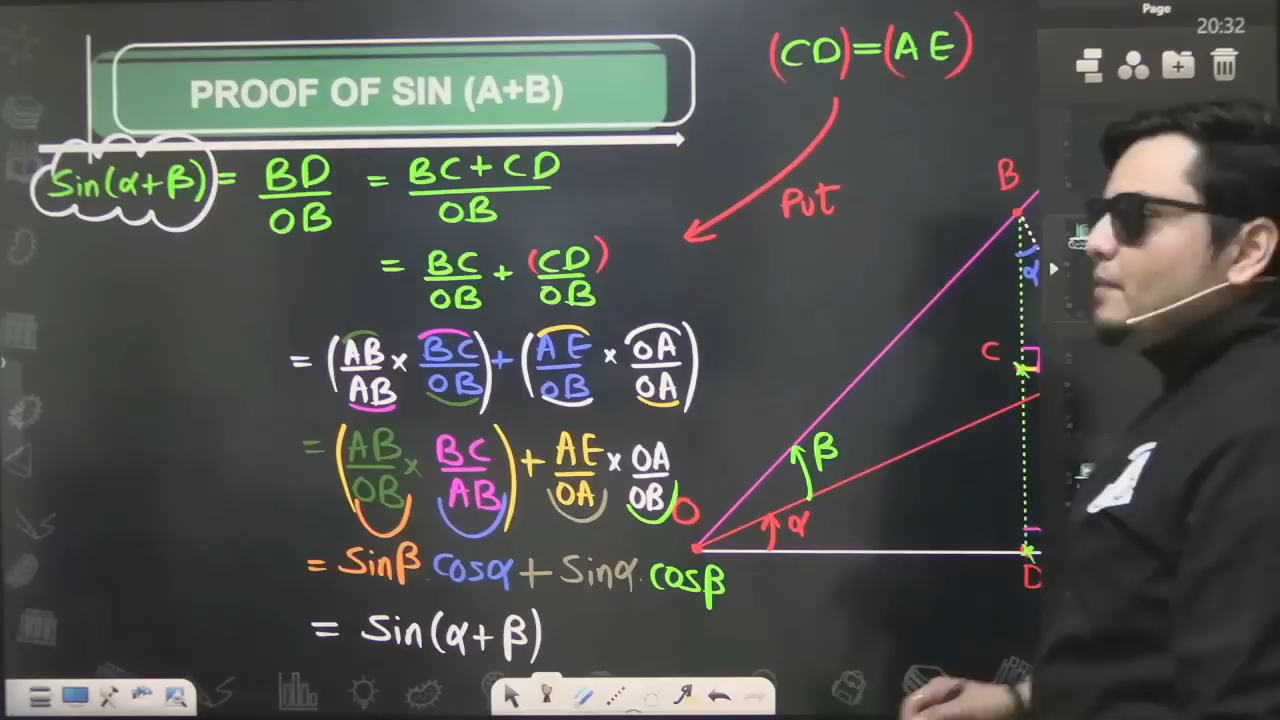 Page
20:32
(CD)=(AE)
PROOF OF SIN (A+B)
Sin(α+β) = BD/OB = BC+CD/OB
Put
= BC/OB + (CD)/OB
= (AB/AB × BC/OB) + (AE/OB × OA/OA)
= (AB/OB × BC/AB) + AE/OA × OA/OB
= Sinβ . cosα + Sinα . cosβ
= Sin(α+β)
B
α
C
β
O
α
D